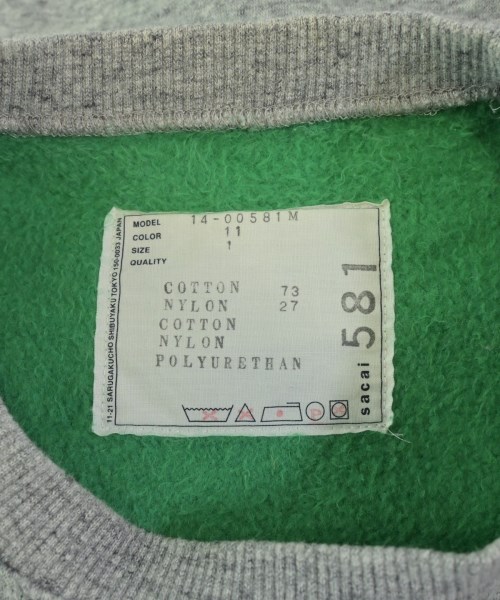 MODEL 14-00581M
COLOR 11
SIZE 1
QUALITY
COTTON 73
NYLON 27
COTTON
NYLON
POLYURETHAN
P
sacai 581
11-21 SARUGAKUCHO SHIBUYAKU TOKYO 150-0033 JAPAN